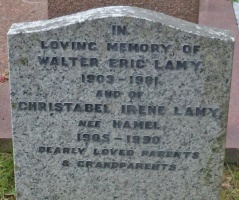 IN
LOVING MEMORY OF
WALTER ERIC LAMY,
1903-1981
AND OF
CHRISTABEL IRENE LAMY,
NEE HAMEL
1905-1990
DEARLY LOVED PARENTS
& GRANDPARENTS